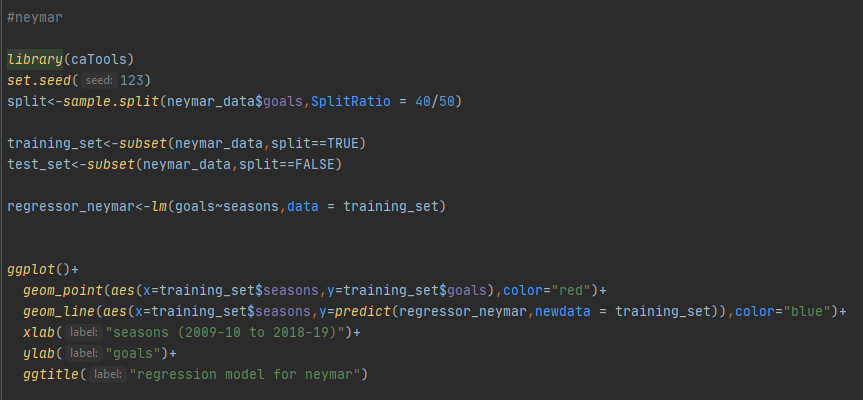 #neymar
library(caTools)
set.seed( seed: 123)
split<-sample.split(neymar_data$goals,SplitRatio = 40/50)
training_set<-subset(neymar_data,split==TRUE)
test_set<-subset(neymar_data,split==FALSE)
regressor_neymar<-lm(goals~seasons,data = training_set)
ggplot()+
geom_point(aes(x=training_set$seasons,y=training_set$goals),color="red")+
geom_line(aes(x=training_set$seasons,y=predict(regressor_neymar,newdata = training_set)),color="blue")+
xlab( label: "seasons (2009-10 to 2018-19)")+
ylab( label: "goals")+
ggtitle( label: "regression model for neymar")